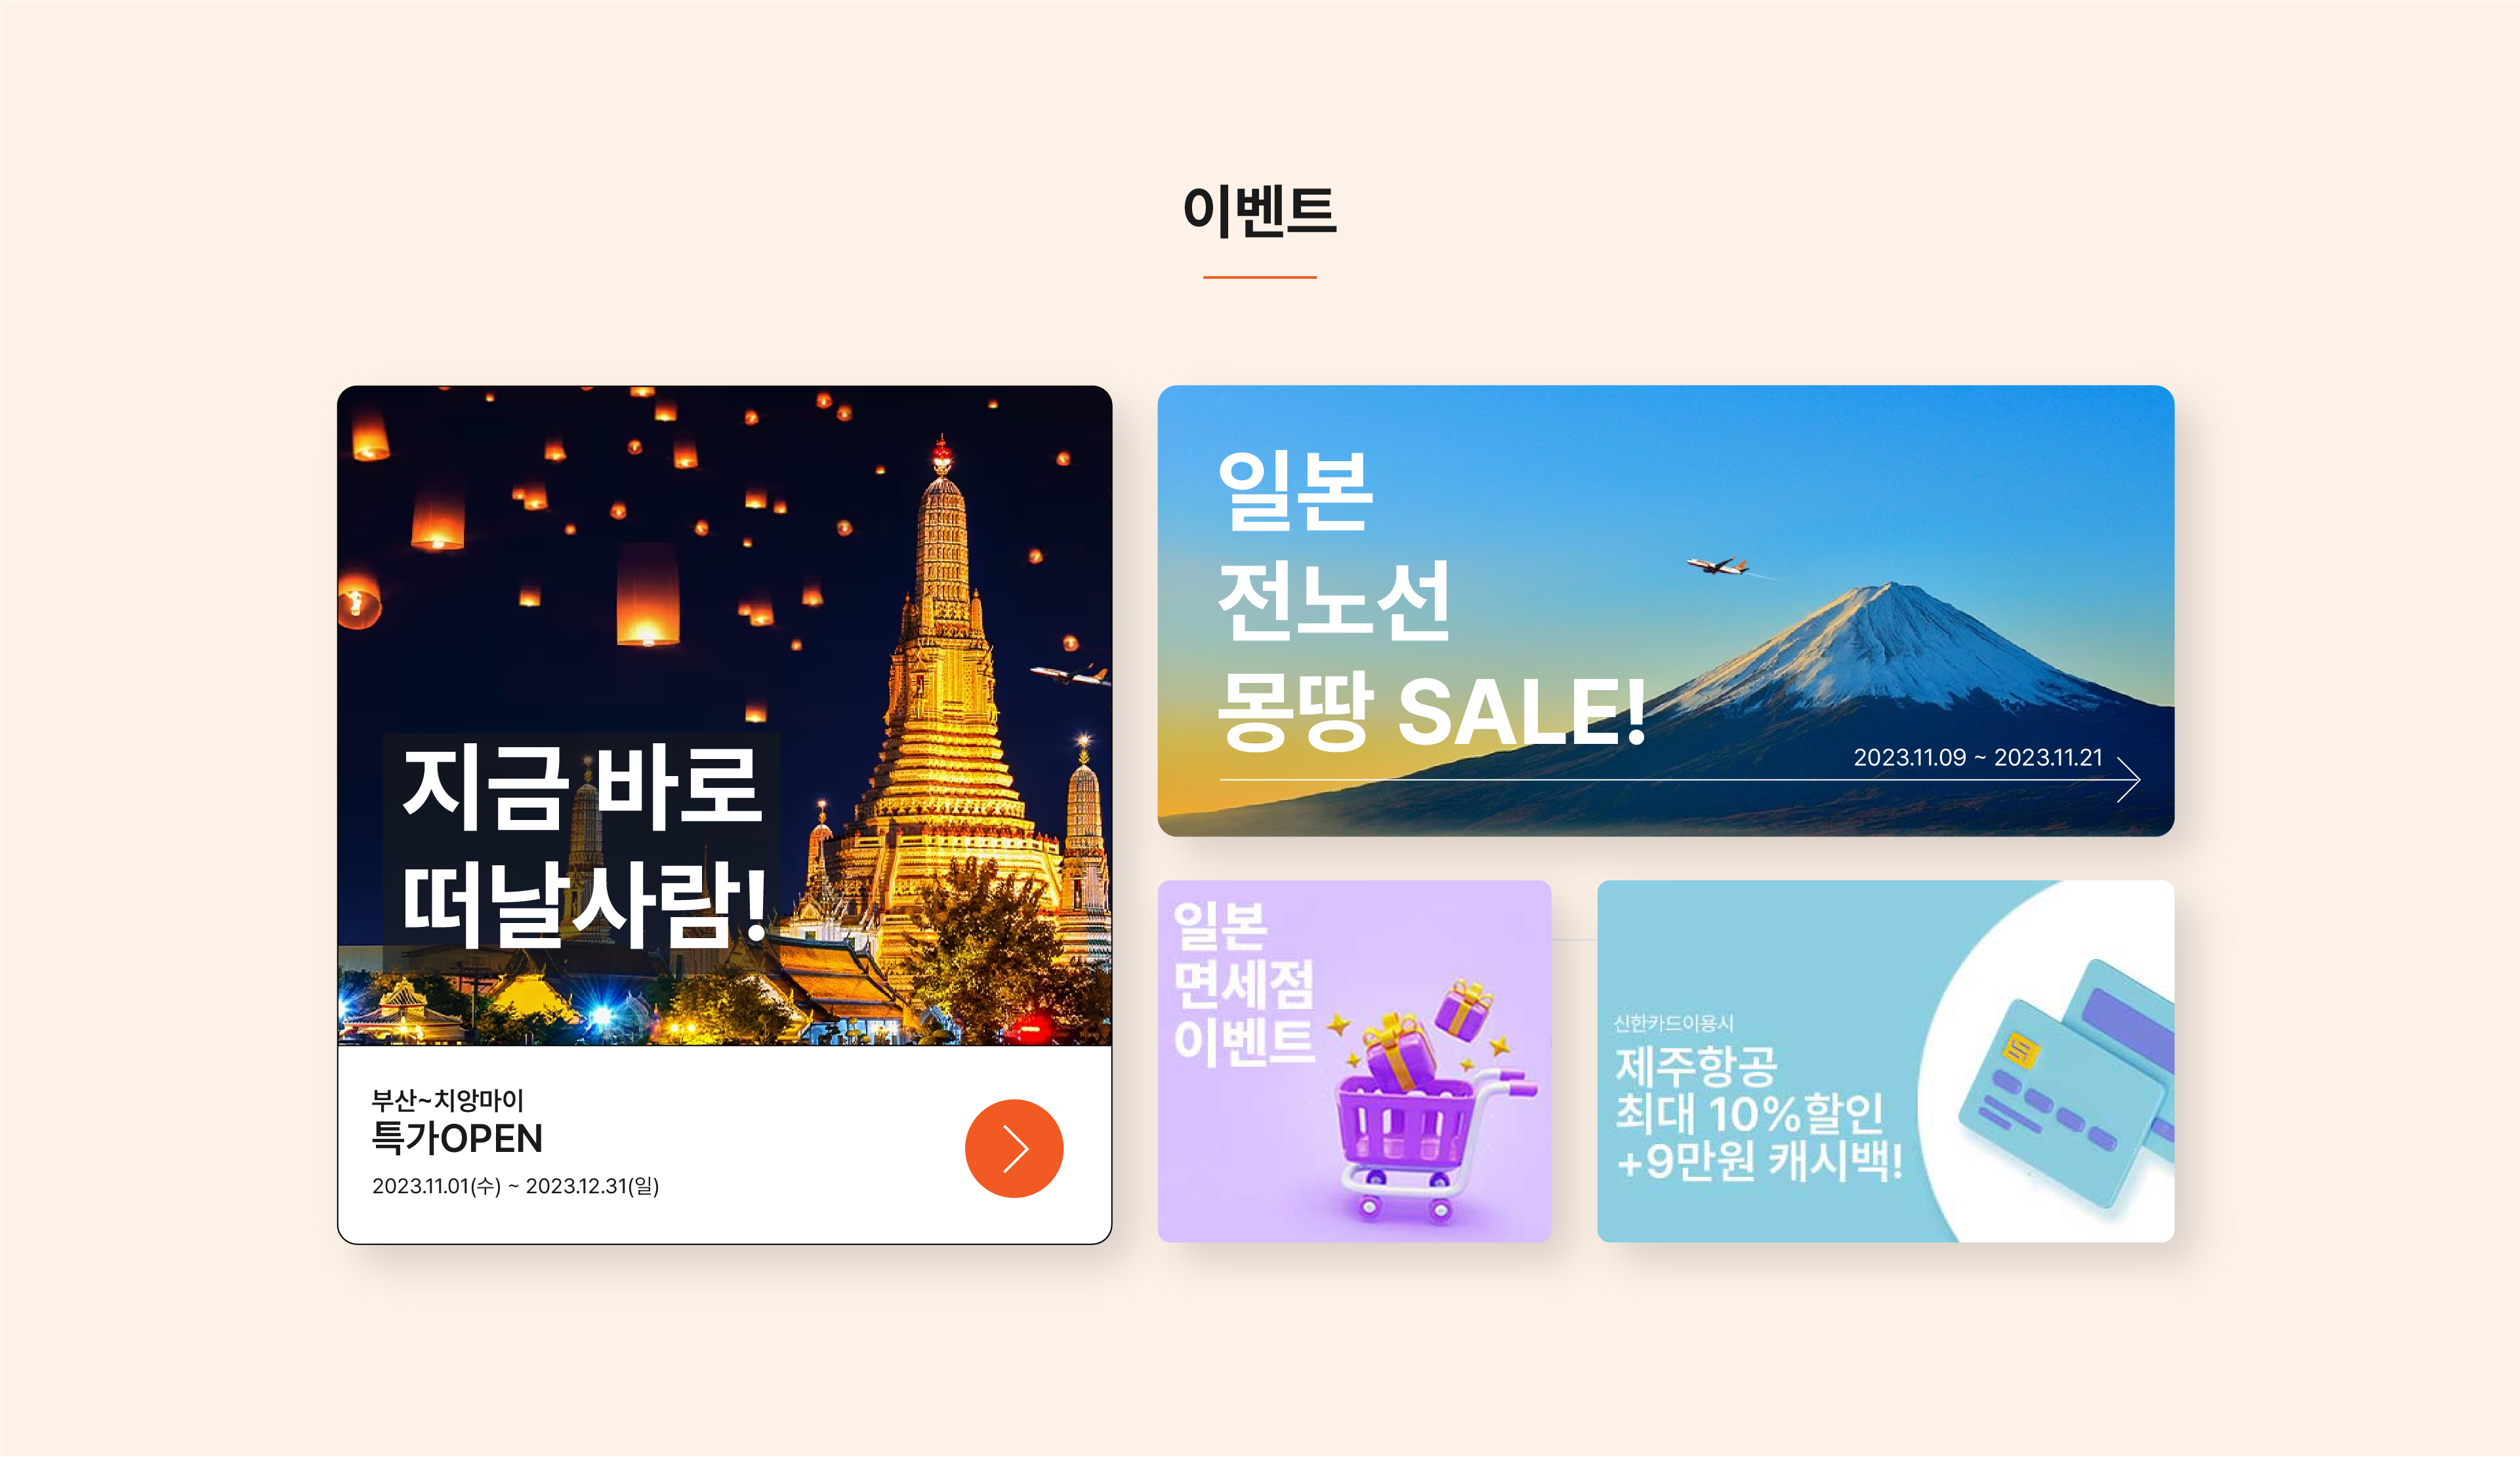 이벤트
지금 바로
떠날사람!
부산~치앙마이
특가OPEN
2023.11.01(수) ~ 2023.12.31(일)
일본
전노선
몽땅 SALE!
2023.11.09 ~ 2023.11.21
일본
면세점
이벤트
신한카드이용시
제주항공
최대 10%할인
+9만원 캐시백!